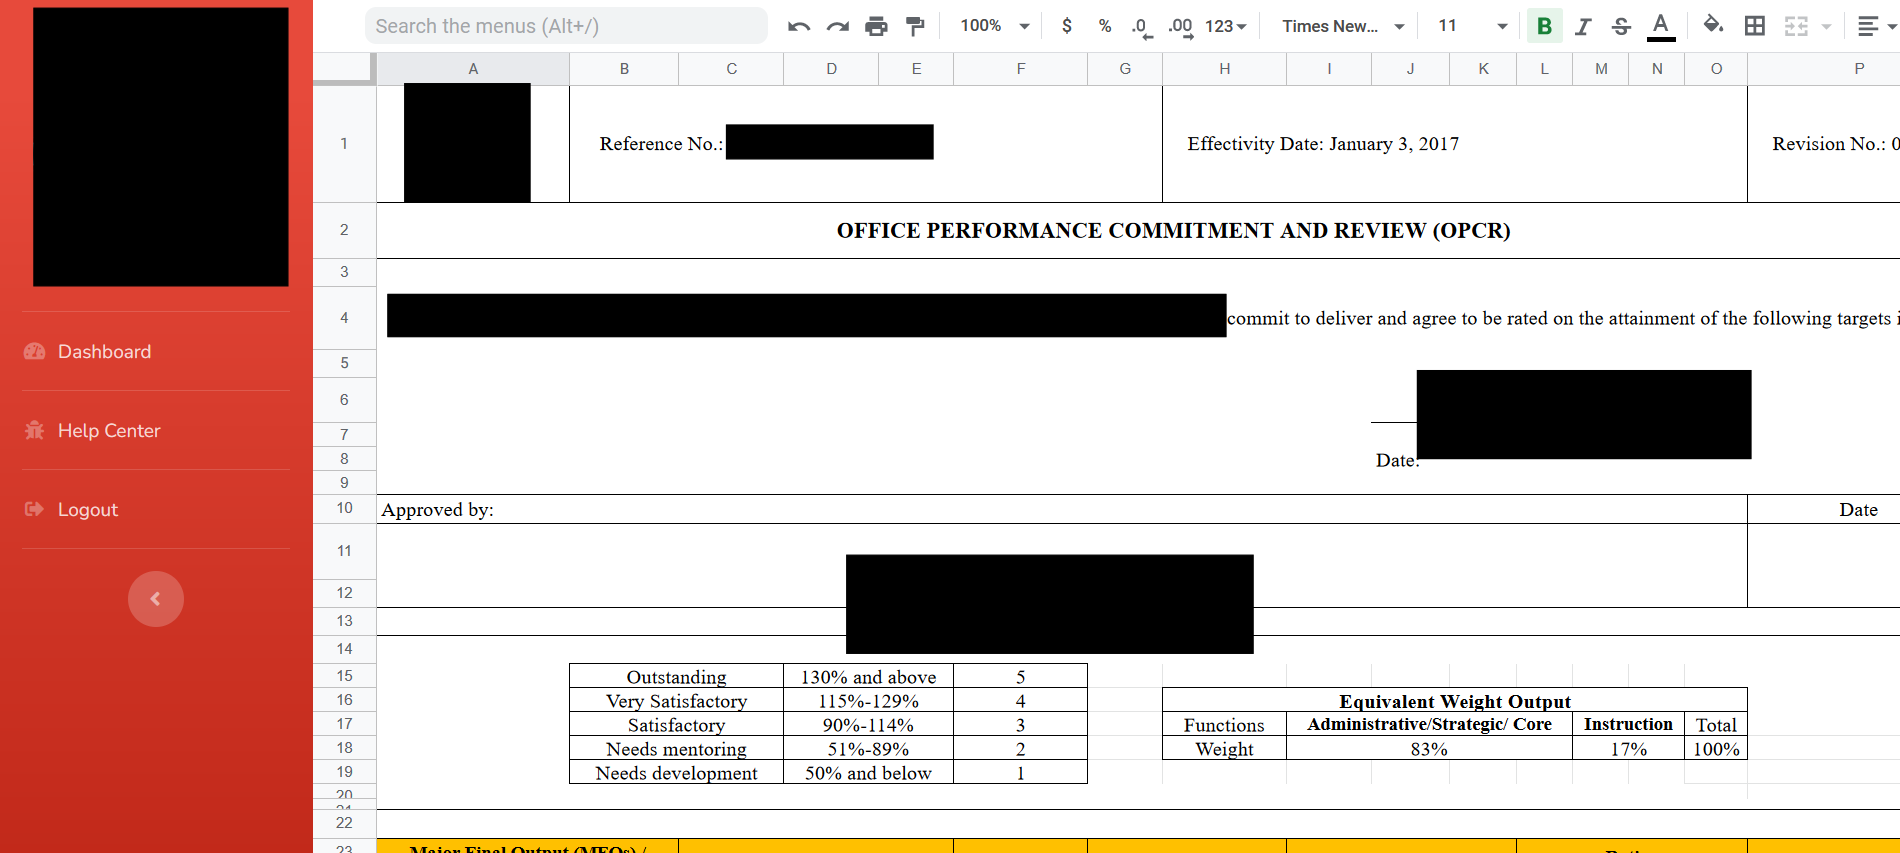 Search the menus (Alt+/)
100%
$
%
.0
.00
123
Times New...
11
B
I
S
A
A
B
C
D
E
F
G
H
I
J
K
L
M
N
O
P
1
Reference No.:
Effectivity Date: January 3, 2017
Revision No.: 0
2
OFFICE PERFORMANCE COMMITMENT AND REVIEW (OPCR)
3
4
commit to deliver and agree to be rated on the attainment of the following targets i
Dashboard
5
6
Help Center
7
8
Date:
9
Logout
10
Approved by:
Date
11
12
13
14
15
Outstanding
130% and above
5
16
Very Satisfactory
115%-129%
4
Equivalent Weight Output
17
Satisfactory
90%-114%
3
Functions
Administrative/Strategic/ Core
Instruction
Total
18
Needs mentoring
51%-89%
2
Weight
83%
17%
100%
19
Needs development
50% and below
1
20
21
22
23
Major Final Output (MFOs) /